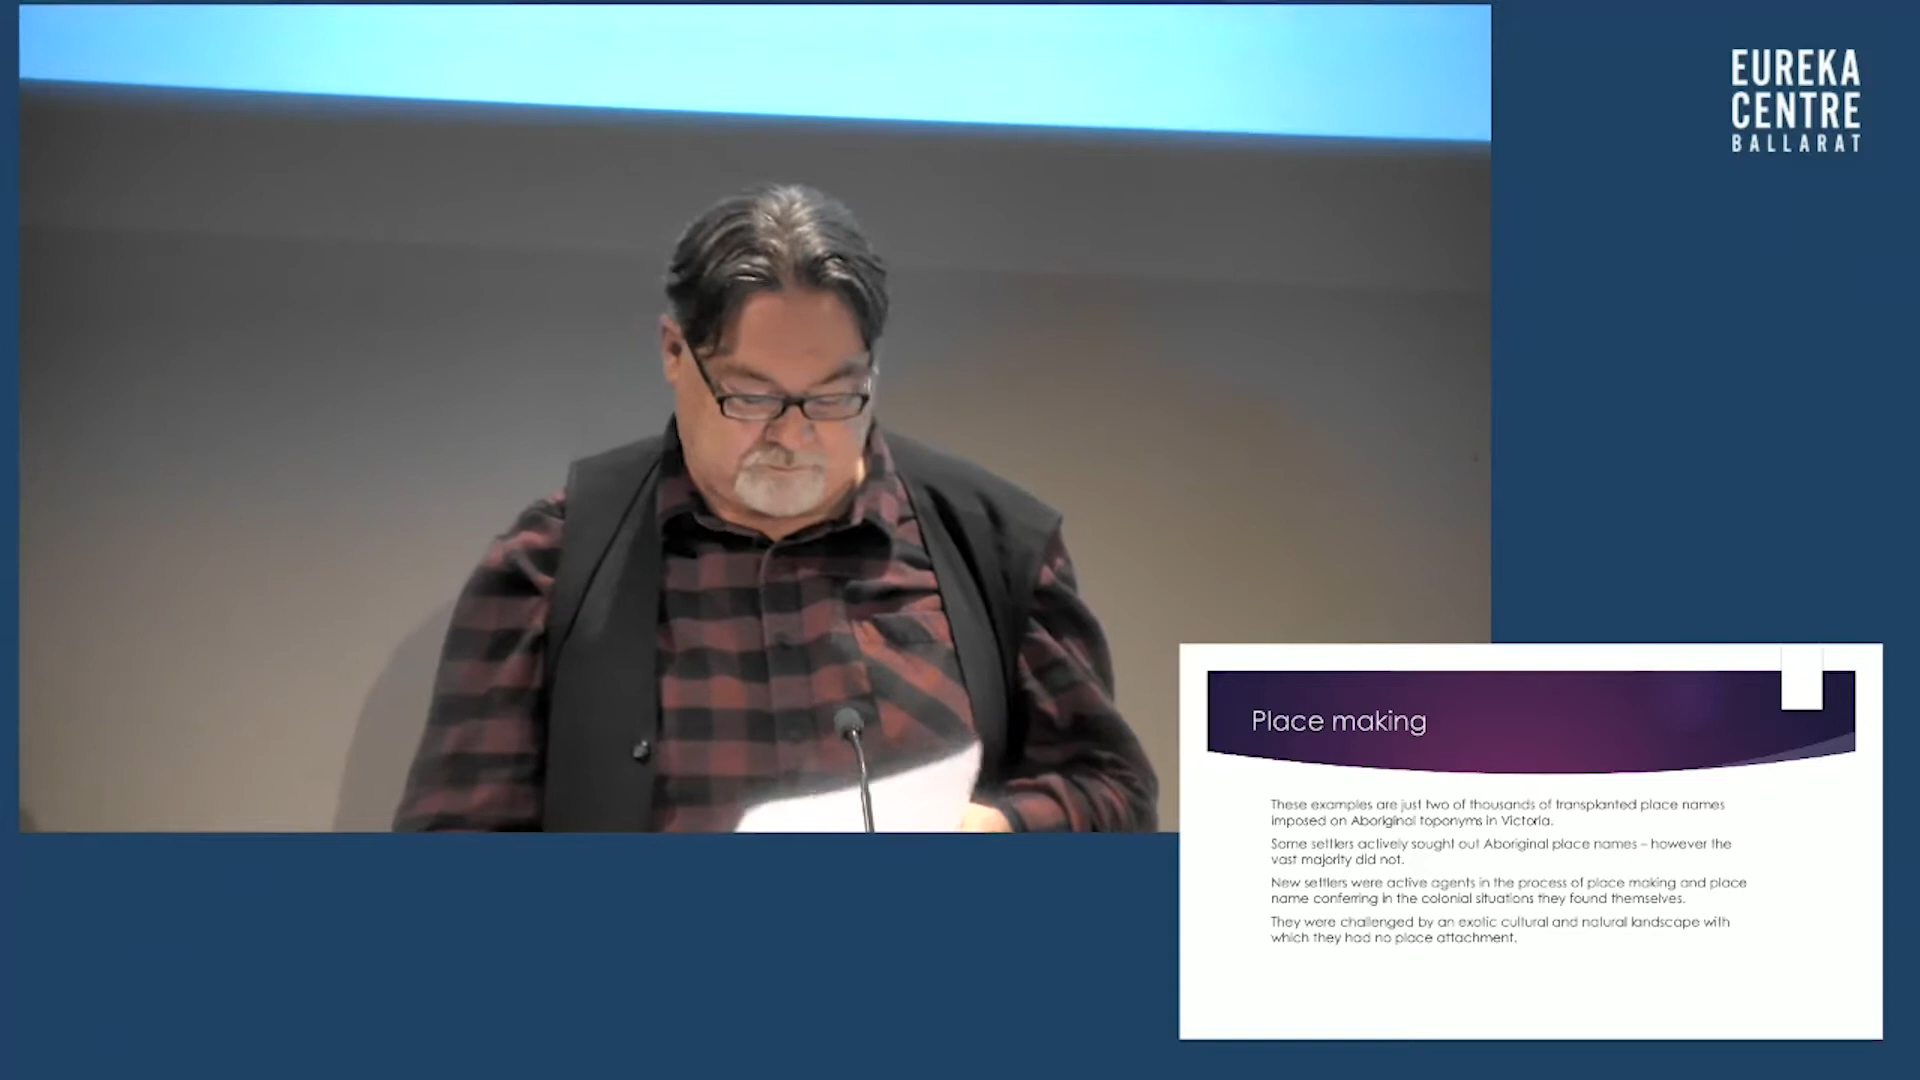 EUREKA
CENTRE
BALLARAT
Place making
These examples are just two of thousands of transplanted place names
imposed on Aboriginal toponyms in Victoria.
Some settlers actively sought out Aboriginal place names – however the
vast majority did not.
New settlers were active agents in the process of place making and place
name conferring in the colonial situations they found themselves.
They were challenged by an exotic cultural and natural landscape with
which they had no place attachment.